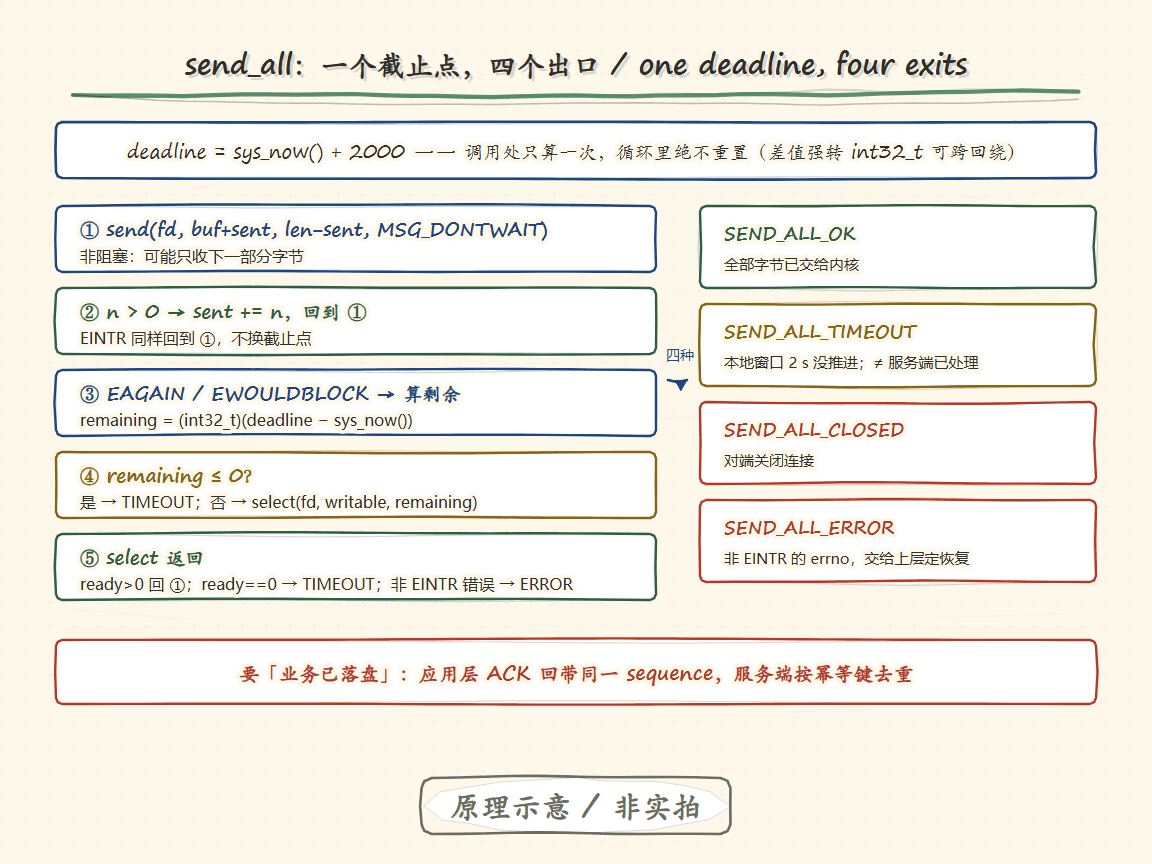 send_all：一个截止点，四个出口 / one deadline, four exits
deadline = sys_now() + 2000 —— 调用处只算一次，循环里绝不重置（差值强转 int32_t 可跨回绕）
① send(fd, buf+sent, len−sent, MSG_DONTWAIT)
非阻塞：可能只收下一部分字节
② n > 0 → sent += n，回到 ①
EINTR 同样回到 ①，不换截止点
③ EAGAIN / EWOULDBLOCK → 算剩余
remaining = (int32_t)(deadline − sys_now())
④ remaining ≤ 0?
是 → TIMEOUT；否 → select(fd, writable, remaining)
⑤ select 返回
ready>0 回 ①；ready==0 → TIMEOUT；非 EINTR 错误 → ERROR
四种
SEND_ALL_OK
全部字节已交给内核
SEND_ALL_TIMEOUT
本地窗口 2 s 没推进；≠ 服务端已处理
SEND_ALL_CLOSED
对端关闭连接
SEND_ALL_ERROR
非 EINTR 的 errno，交给上层定恢复
要「业务已落盘」：应用层 ACK 回带同一 sequence，服务端按幂等键去重
原理示意 / 非实拍